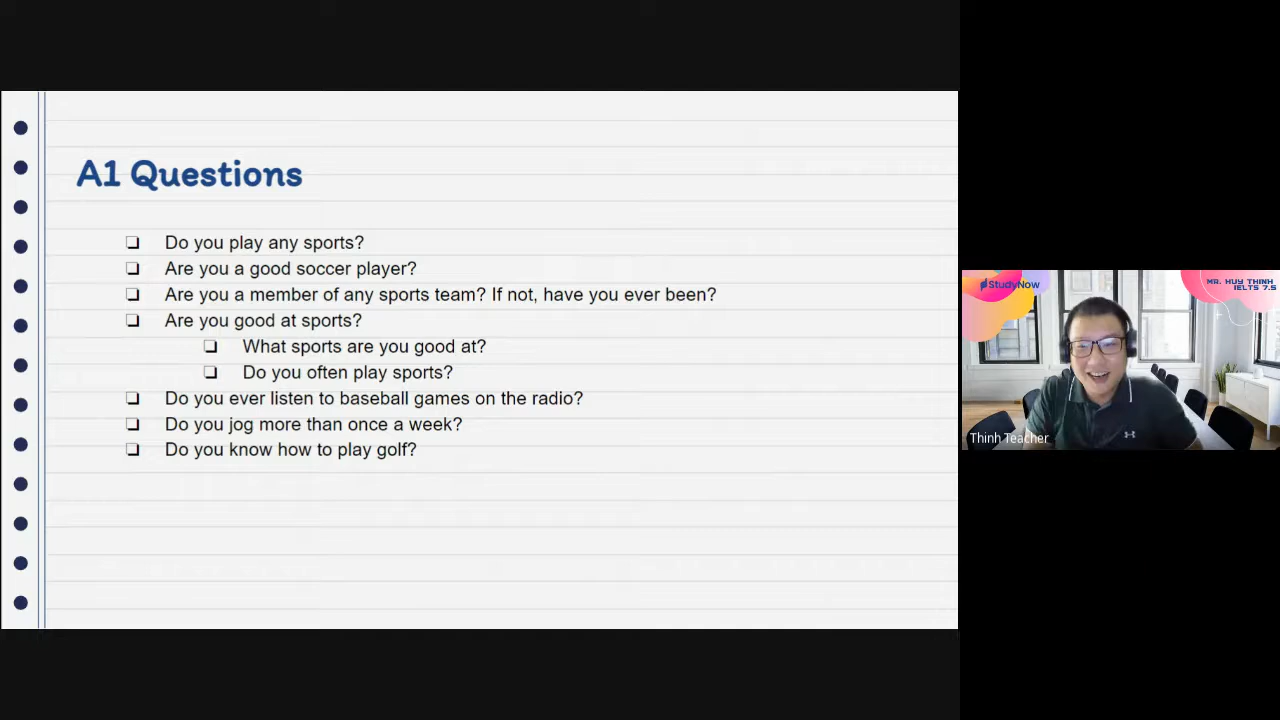 A1 Questions
Do you play any sports?
Are you a good soccer player?
Are you a member of any sports team? If not, have you ever been?
Are you good at sports?
What sports are you good at?
Do you often play sports?
Do you ever listen to baseball games on the radio?
Do you jog more than once a week?
Do you know how to play golf?
StudyNow
MR. HUY THINH
IELTS 7.5
Thinh Teacher